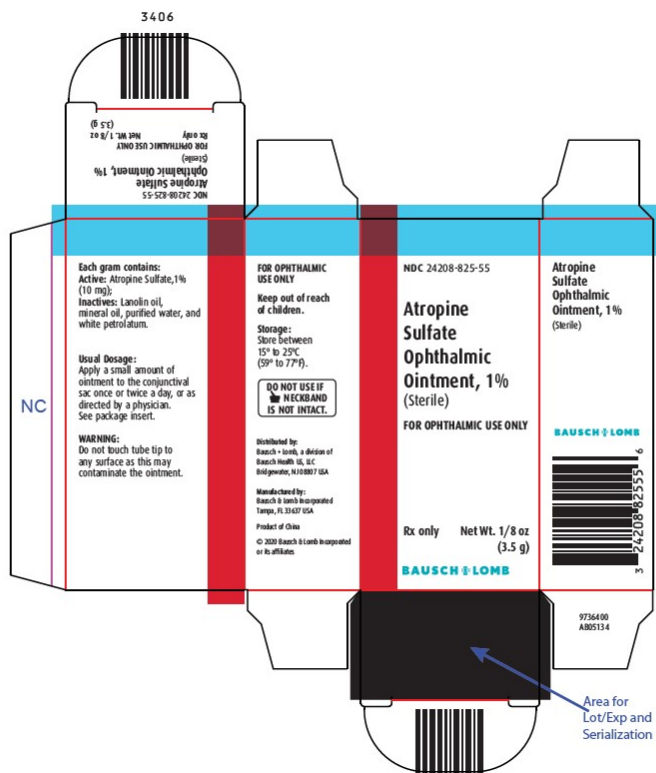 3406
NDC 24208-825-55
Atropine Sulfate
Ophthalmic Ointment, 1%
(Sterile)
FOR OPHTHALMIC USE ONLY
Rx only Net Wt. 1/8 oz
(3.5 g)
NC
Each gram contains:
Active: Atropine Sulfate,1%
(10 mg);
Inactives: Lanolin oil,
mineral oil, purified water, and
white petrolatum.
Usual Dosage:
Apply a small amount of
ointment to the conjunctival
sac once or twice a day, or as
directed by a physician.
See package insert.
WARNING:
Do not touch tube tip to
any surface as this may
contaminate the ointment.
FOR OPHTHALMIC
USE ONLY
Keep out of reach
of children.
Storage:
Store between
15° to 25°C
(59° to 77°F).
DO NOT USE IF
NECKBAND
IS NOT INTACT.
Distributed by:
Bausch + Lomb, a division of
Bausch Health US, LLC
Bridgewater, NJ 08807 USA
Manufactured by:
Bausch & Lomb Incorporated
Tampa, FL 33637 USA
Product of China
© 2020 Bausch & Lomb Incorporated
or its affiliates
NDC 24208-825-55
Atropine
Sulfate
Ophthalmic
Ointment, 1%
(Sterile)
FOR OPHTHALMIC USE ONLY
Rx only Net Wt. 1/8 oz
(3.5 g)
BAUSCH + LOMB
Atropine
Sulfate
Ophthalmic
Ointment, 1%
(Sterile)
BAUSCH + LOMB
3 24208-82555 6
9736400
AB05134
Area for
Lot/Exp and
Serialization